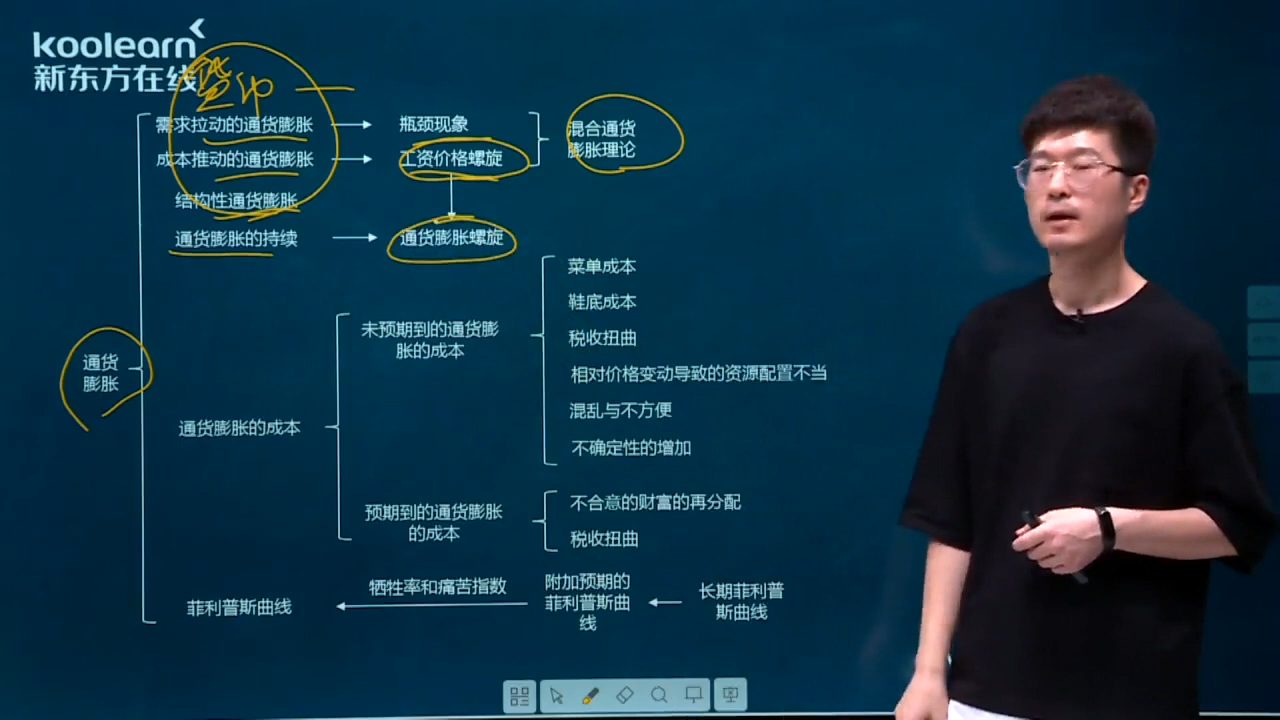 koolearn
新东方在线
需求拉动的通货膨胀
瓶颈现象
成本推动的通货膨胀
工资价格螺旋
混合通货
膨胀理论
结构性通货膨胀
通货膨胀的持续
通货膨胀螺旋
通货
膨胀
通货膨胀的成本
未预期到的通货膨
胀的成本
菜单成本
鞋底成本
税收扭曲
相对价格变动导致的资源配置不当
混乱与不方便
不确定性的增加
预期到的通货膨胀
的成本
不合意的财富的再分配
税收扭曲
菲利普斯曲线
牺牲率和痛苦指数
附加预期的
菲利普斯曲
线
长期菲利普
斯曲线